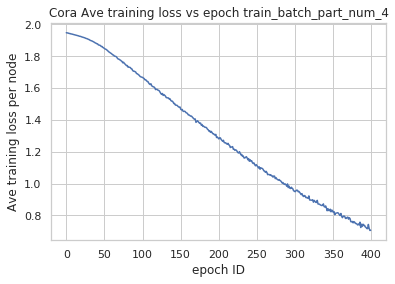 Cora Ave training loss vs epoch train_batch_part_num_4
Ave training loss per node
2.0
1.8
1.6
1.4
1.2
1.0
0.8
0 50 100 150 200 250 300 350 400
epoch ID